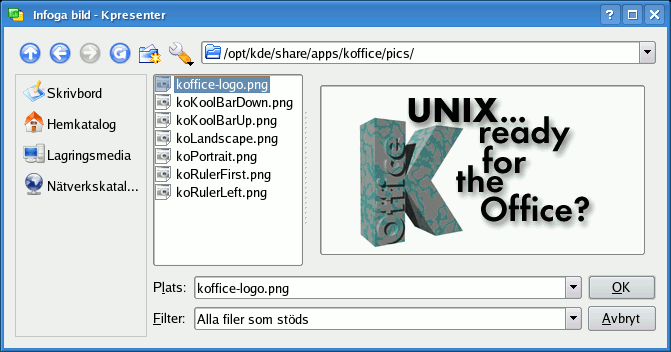 Infoga bild - Kpresenter
/opt/kde/share/apps/koffice/pics/
Skrivbord
Hemkatalog
Lagringsmedia
Nätverkskatal...
koffice-logo.png
koKoolBarDown.png
koKoolBarUp.png
koLandscape.png
koPortrait.png
koRulerFirst.png
koRulerLeft.png
UNIX...
ready
for
the
Office?
K
Office
Plats:
koffice-logo.png
OK
Filter:
Alla filer som stöds
Avbryt